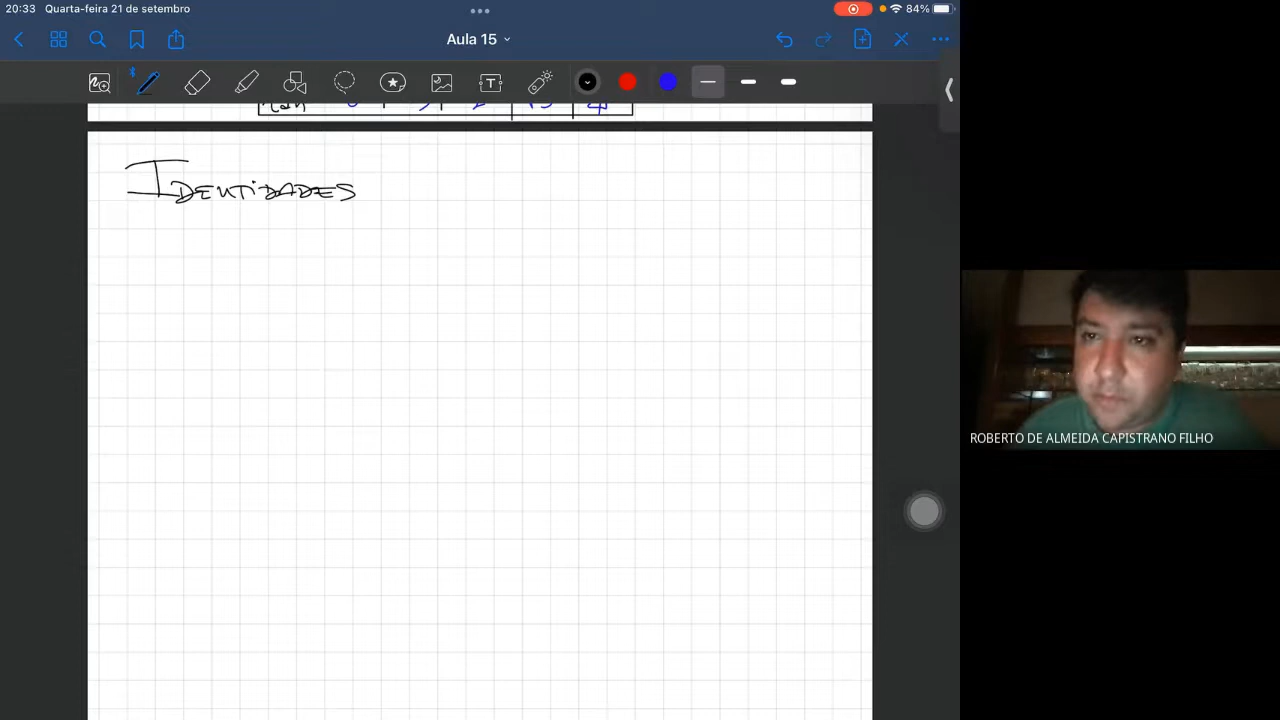 20:33 Quarta-feira 21 de setembro
84%
Aula 15
IDENTIDADES
ROBERTO DE ALMEIDA CAPISTRANO FILHO